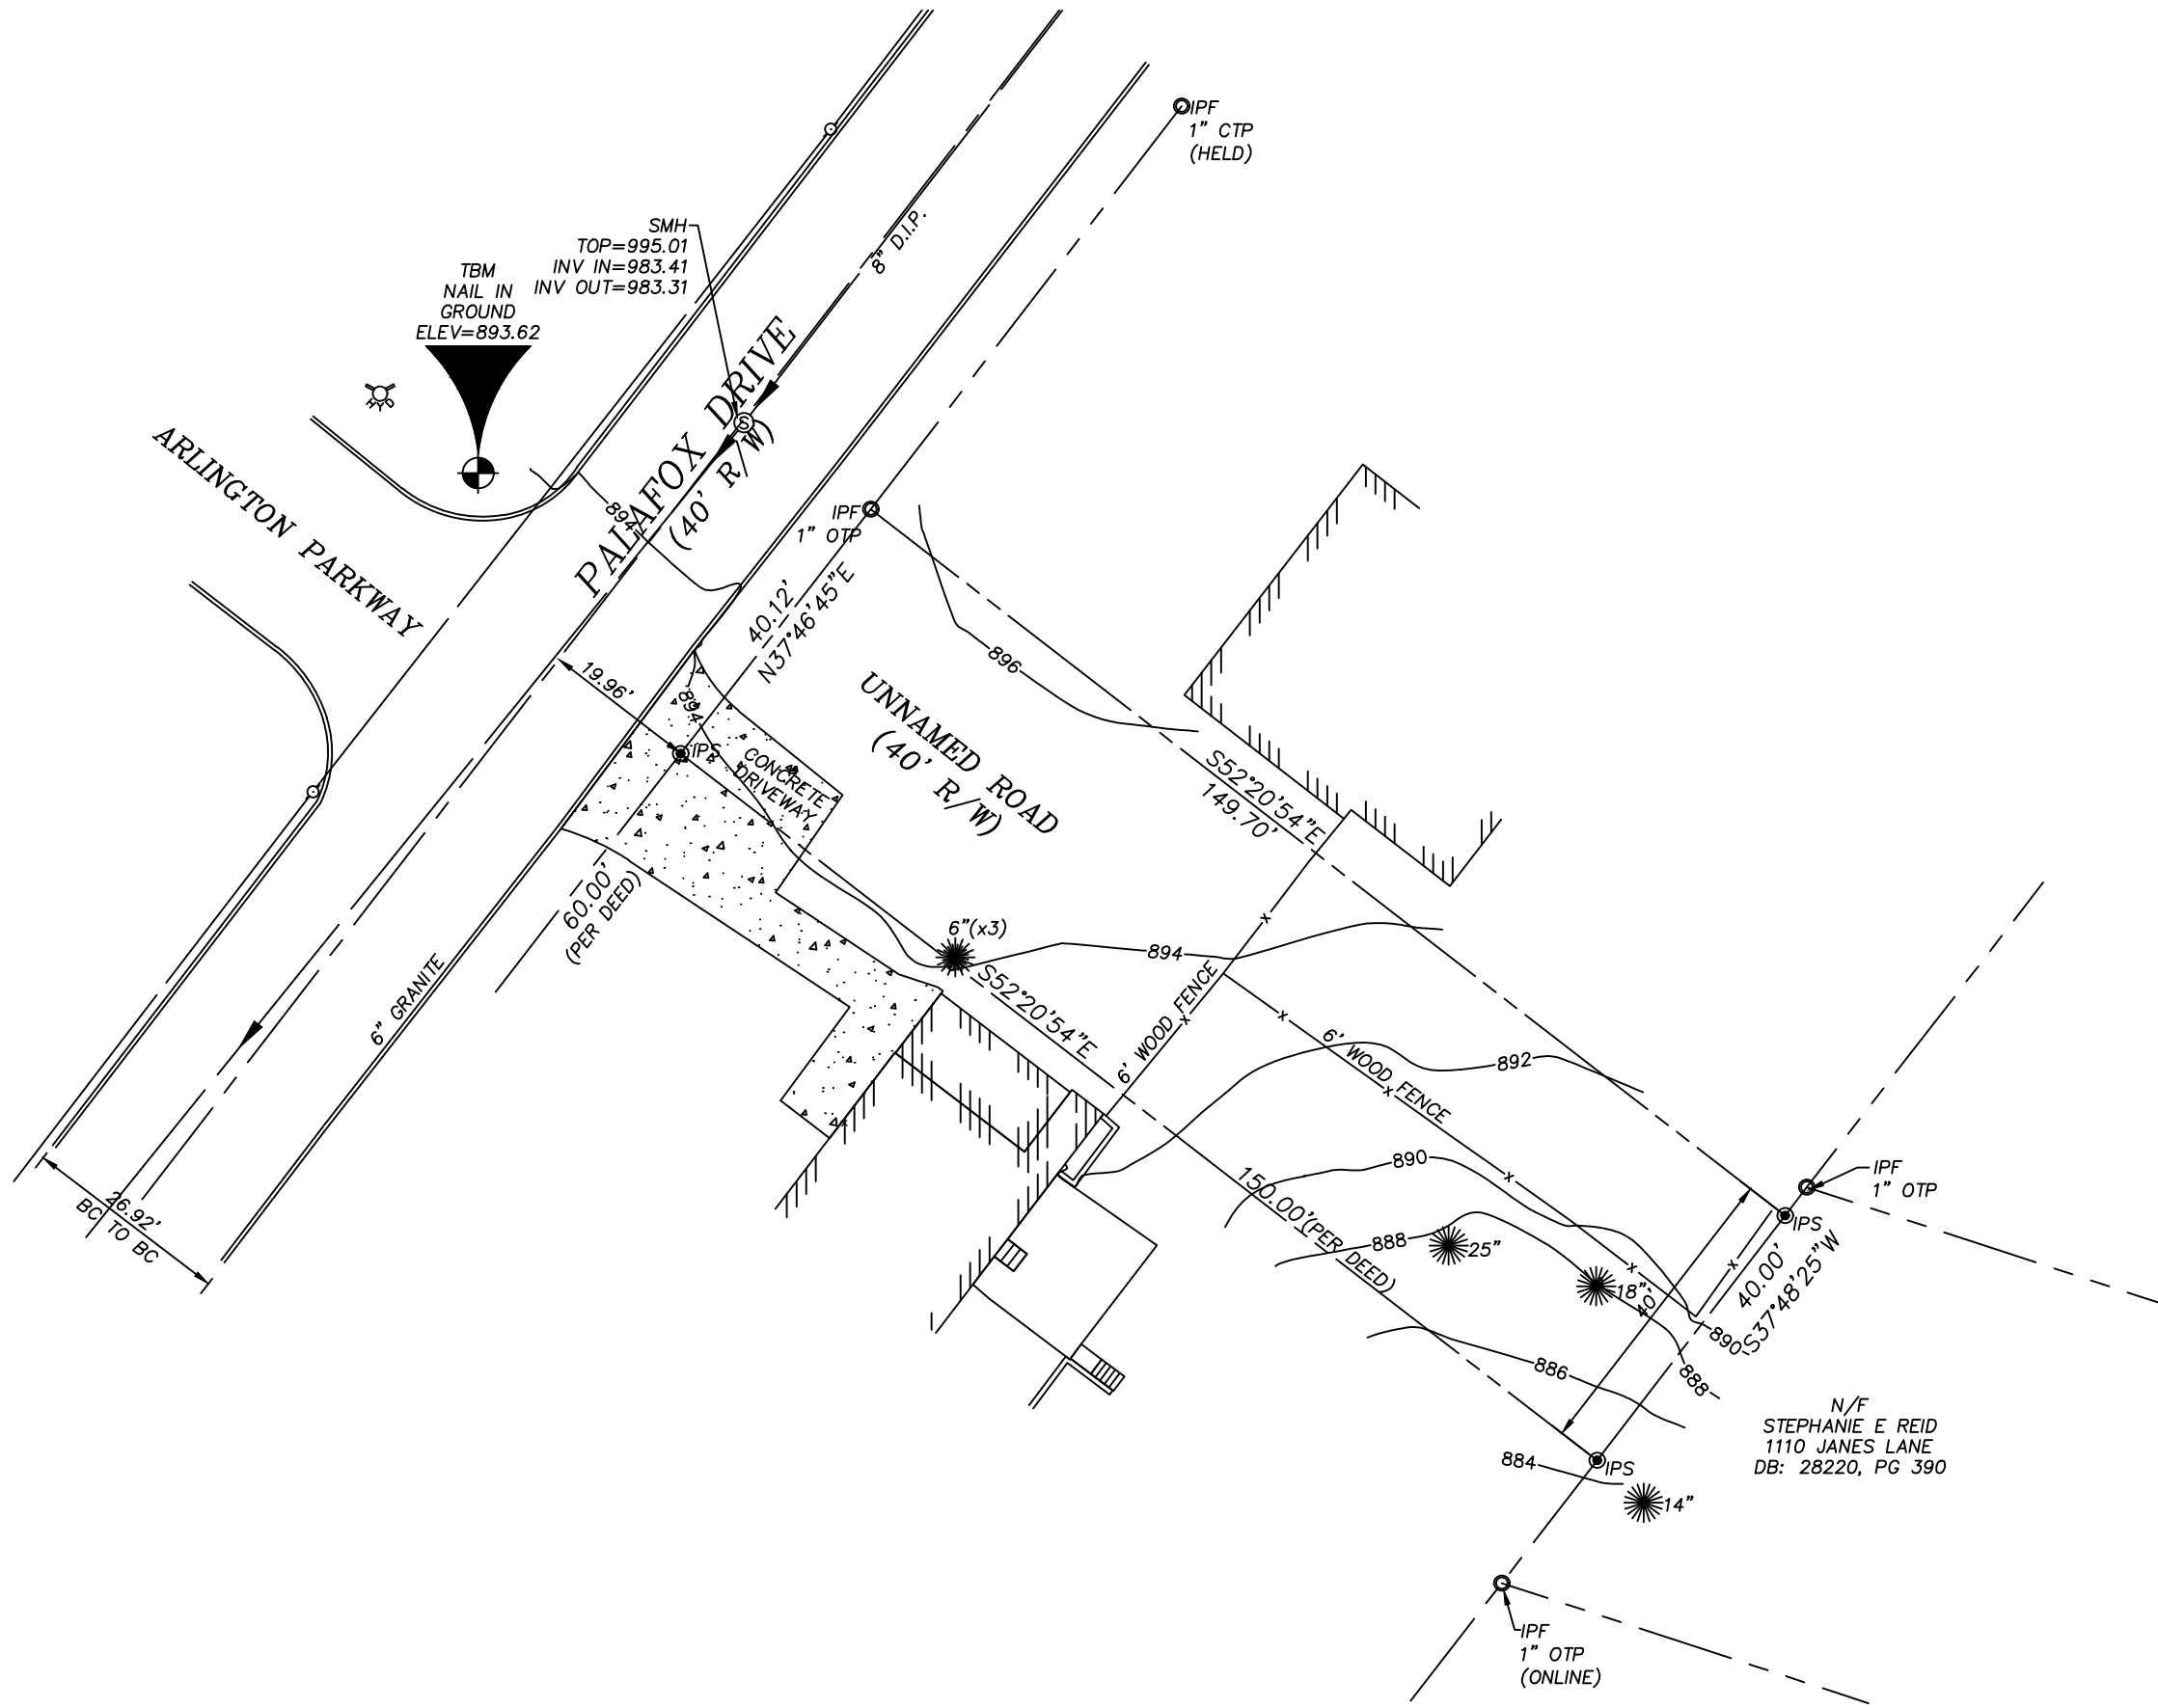 IPF
1" CTP
(HELD)
SMH
TOP=995.01
INV IN=983.41
INV OUT=983.31
8" D.I.P.
TBM
NAIL IN
GROUND
ELEV=893.62
HYD
ARLINGTON PARKWAY
PALAFOX DRIVE
(40' R/W)
S
894
IPF
1" OTP
40.12'
N37°46'45"E
19.96'
894
IPS
CONCRETE
DRIVEWAY
UNNAMED ROAD
(40' R/W)
896
S52°20'54"E
149.70'
60.00'
(PER DEED)
6" GRANITE
6"(x3)
894
S52°20'54"E
6' WOOD FENCE
6' WOOD FENCE
892
890
150.00'(PER DEED)
888
25"
18"
40'
IPF
1" OTP
IPS
40.00'
S37°48'25"W
890
888
886
884
IPS
14"
26.92'
BC TO BC
N/F
STEPHANIE E REID
1110 JANES LANE
DB: 28220, PG 390
IPF
1" OTP
(ONLINE)